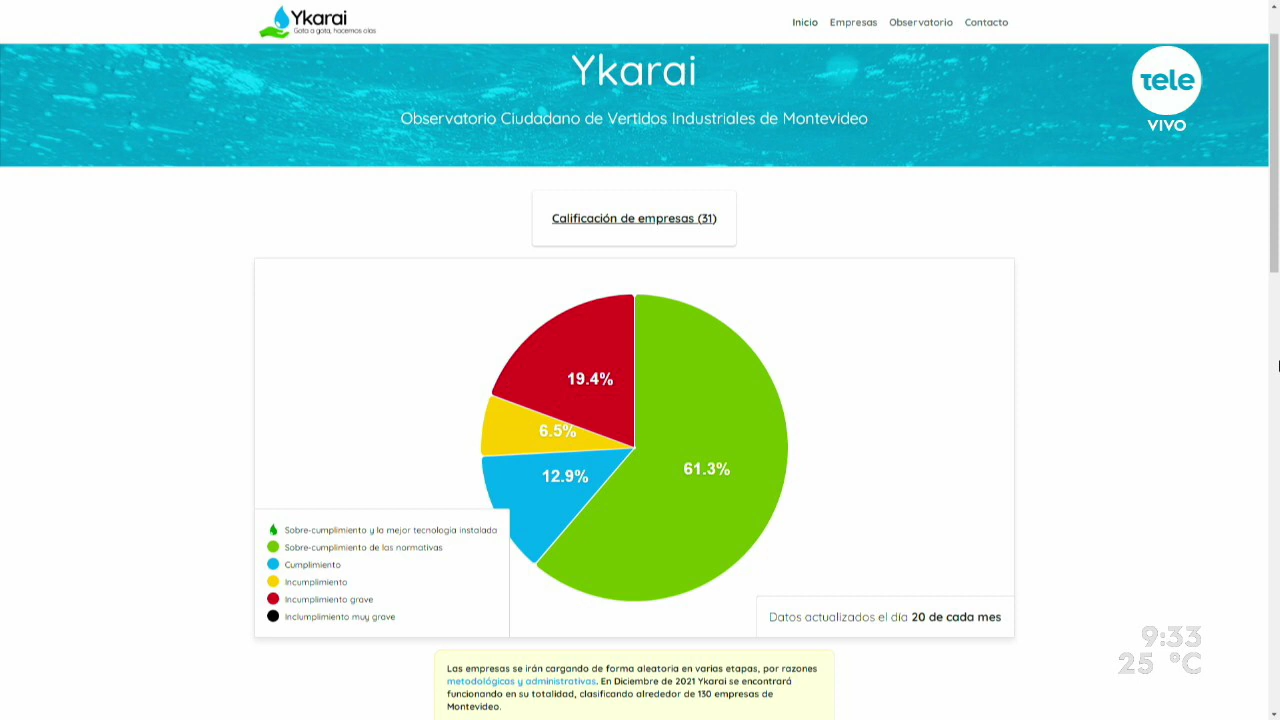 Ykarai
Gota a gota, hacemos olas
Inicio Empresas Observatorio Contacto
Ykarai
Observatorio Ciudadano de Vertidos Industriales de Montevideo
tele
VIVO
Calificación de empresas (31)
19.4%
6.5%
12.9%
61.3%
Sobre-cumplimiento y la mejor tecnología instalada
Sobre-cumplimiento de las normativas
Cumplimiento
Incumplimiento
Incumplimiento grave
Inclumplimiento muy grave
Datos actualizados el día 20 de cada mes
9:33
25 °C
Las empresas se irán cargando de forma aleatoria en varias etapas, por razones
metodológicas y administrativas. En Diciembre de 2021 Ykarai se encontrará
funcionando en su totalidad, clasificando alrededor de 130 empresas de
Montevideo.